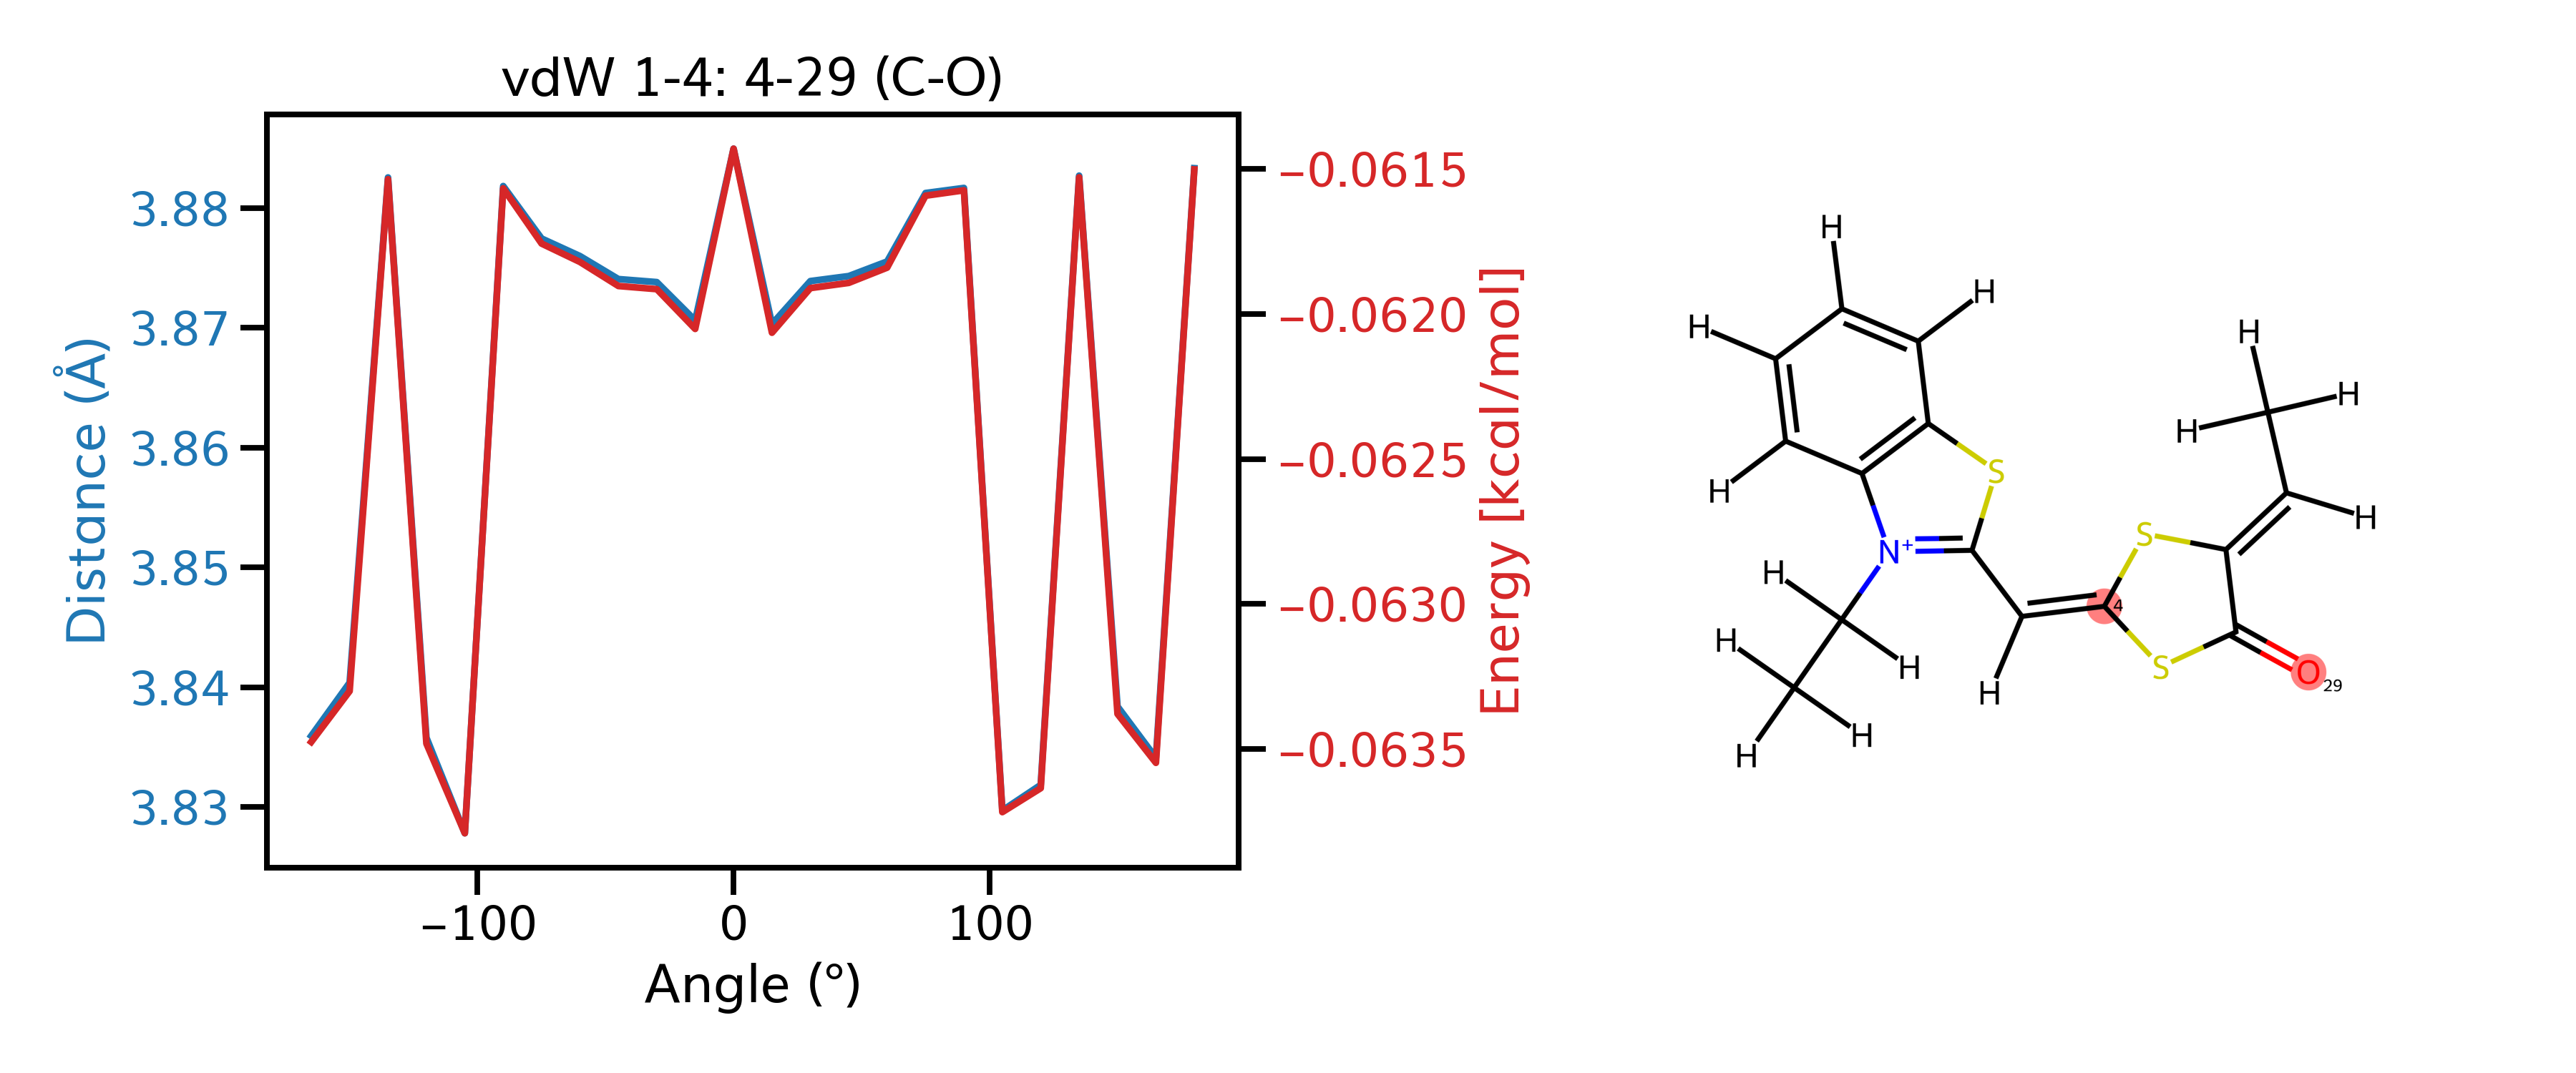 vdW 1-4: 4-29 (C-O)
Distance (Å)
3.88
3.87
3.86
3.85
3.84
3.83
−0.0615
−0.0620
−0.0625
−0.0630
−0.0635
Energy [kcal/mol]
−100
0
100
Angle (°)
H
H
H
H
S
N+
H
H
H
H
H
H
4
S
S
O
29
H
H
H
H